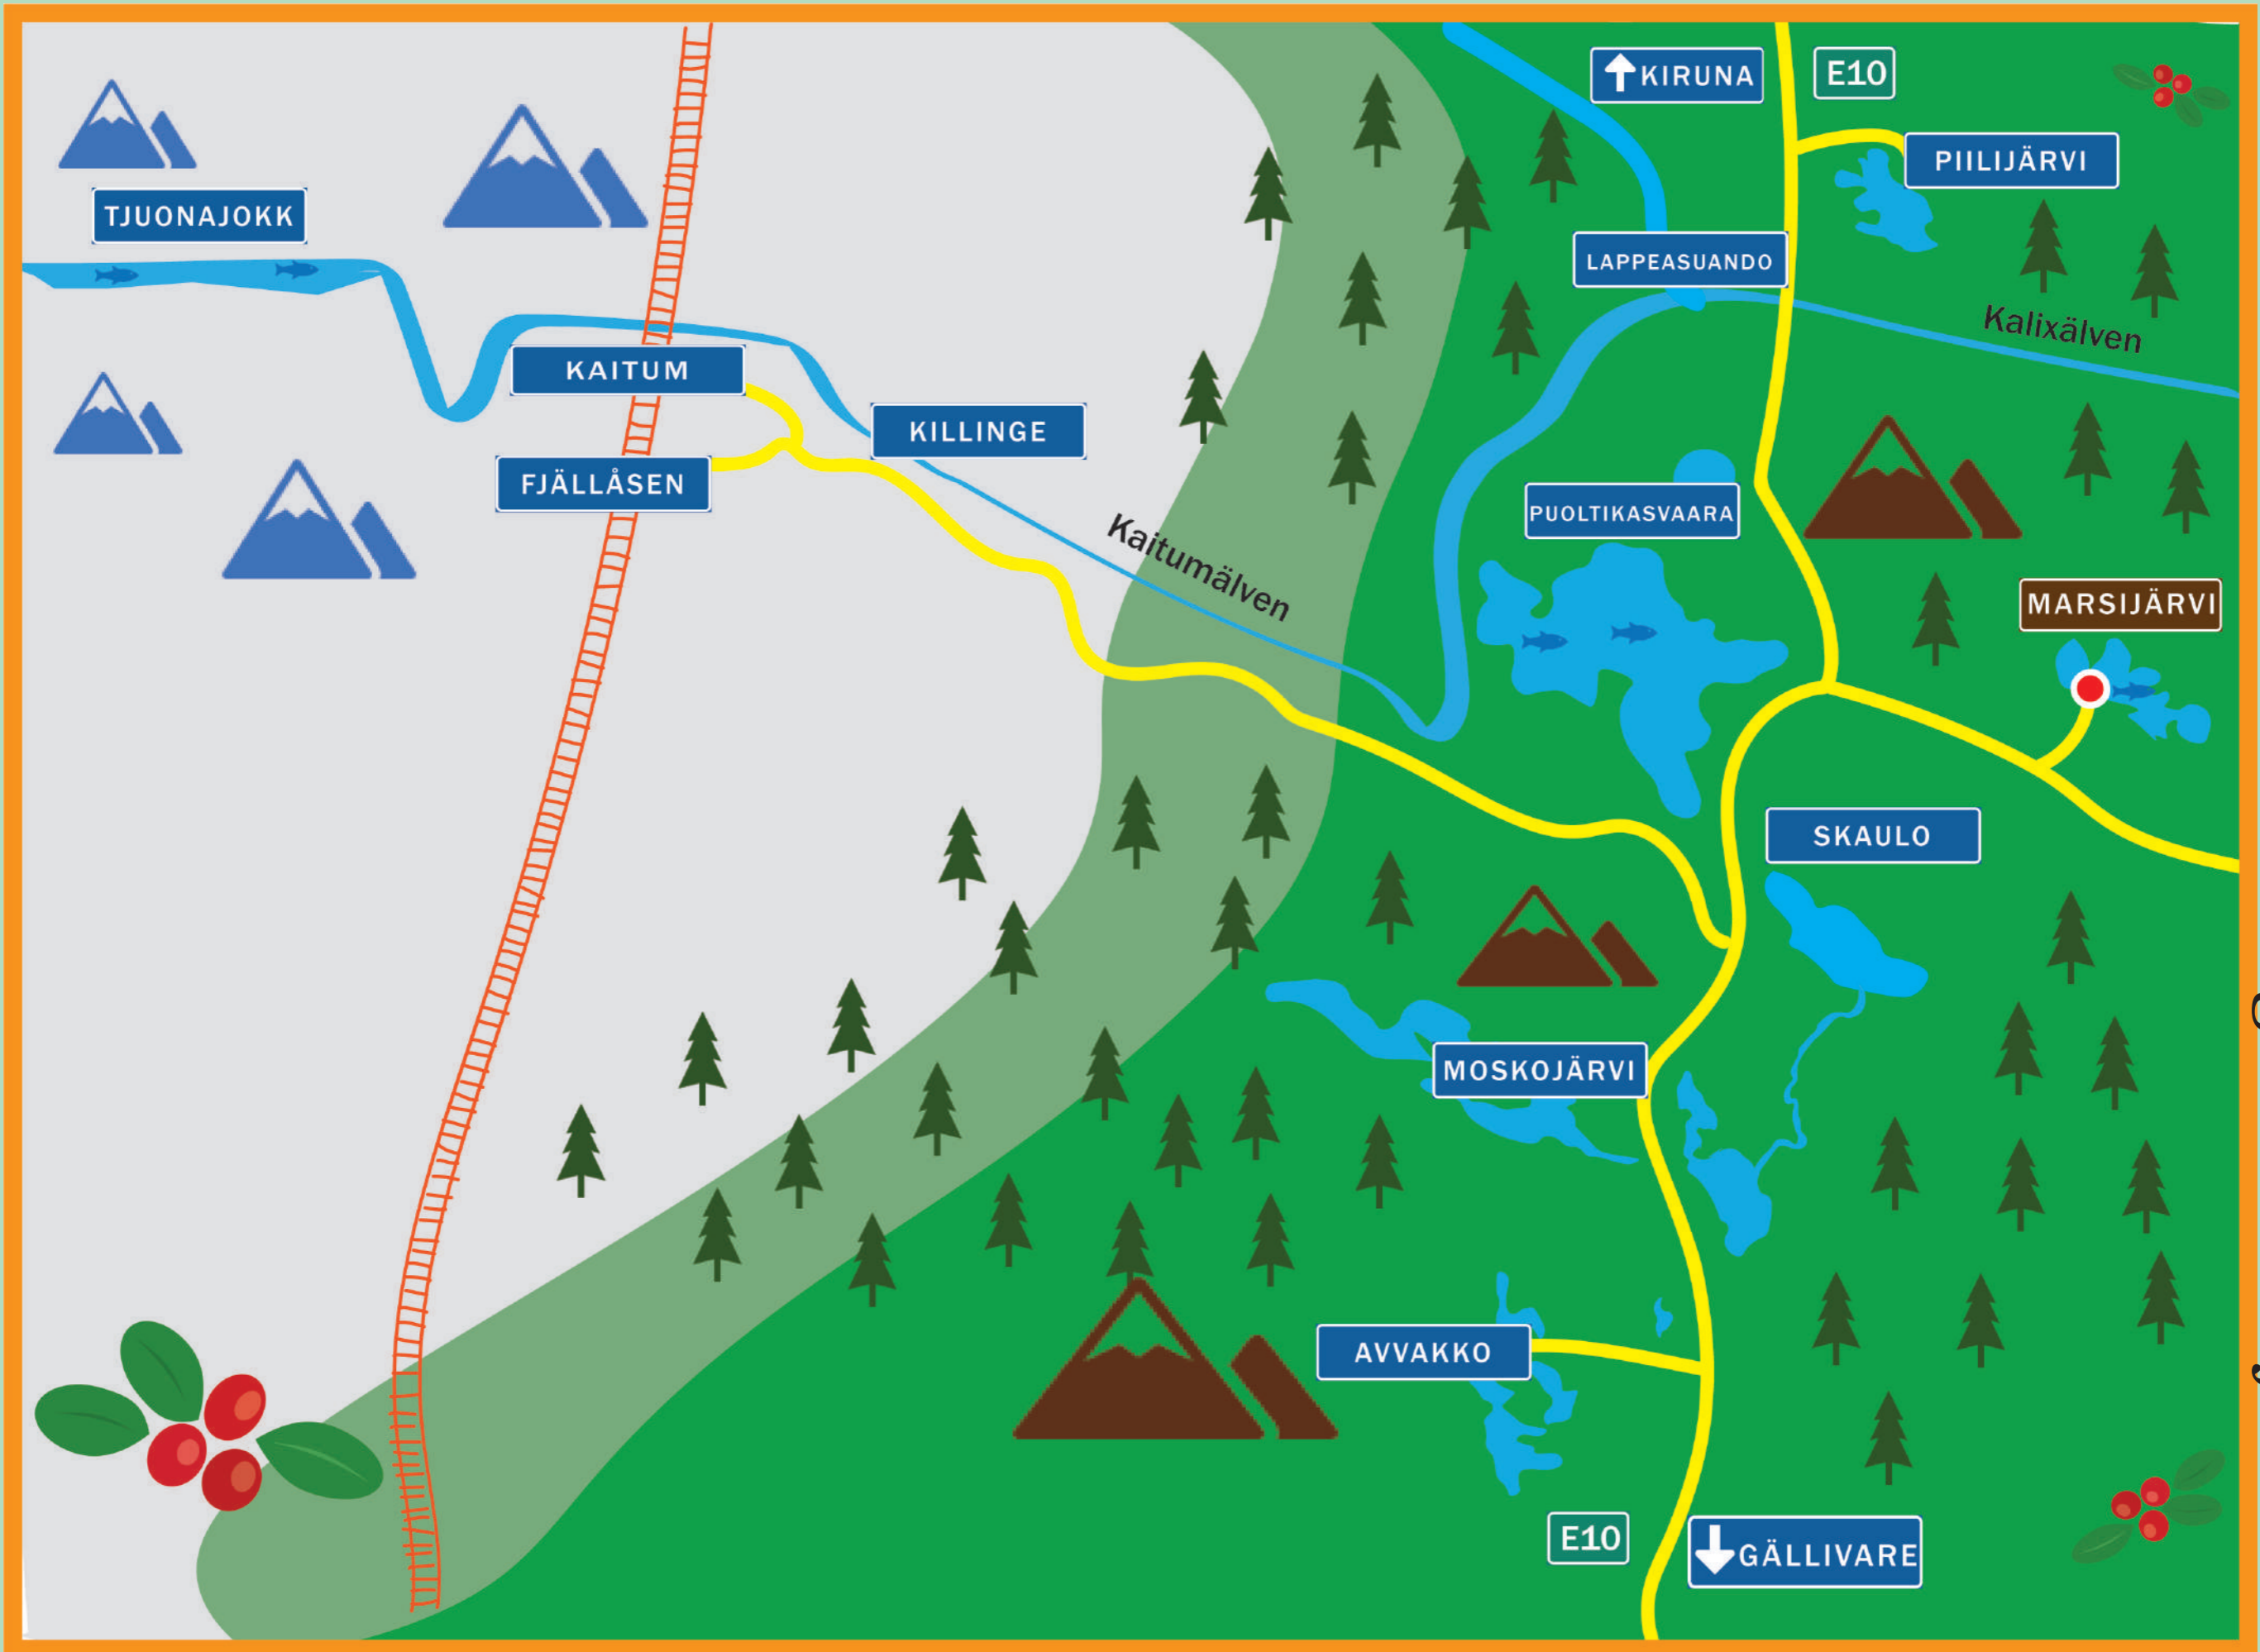 KIRUNA
E10
PIILIJÄRVI
TJUONAJOKK
LAPPEASUANDO
Kalixälven
KAITUM
KILLINGE
FJÄLLÅSEN
PUOLTIKASVAARA
Kaitumälven
MARSIJÄRVI
SKAULO
MOSKOJÄRVI
AVVAKKO
E10
GÄLLIVARE